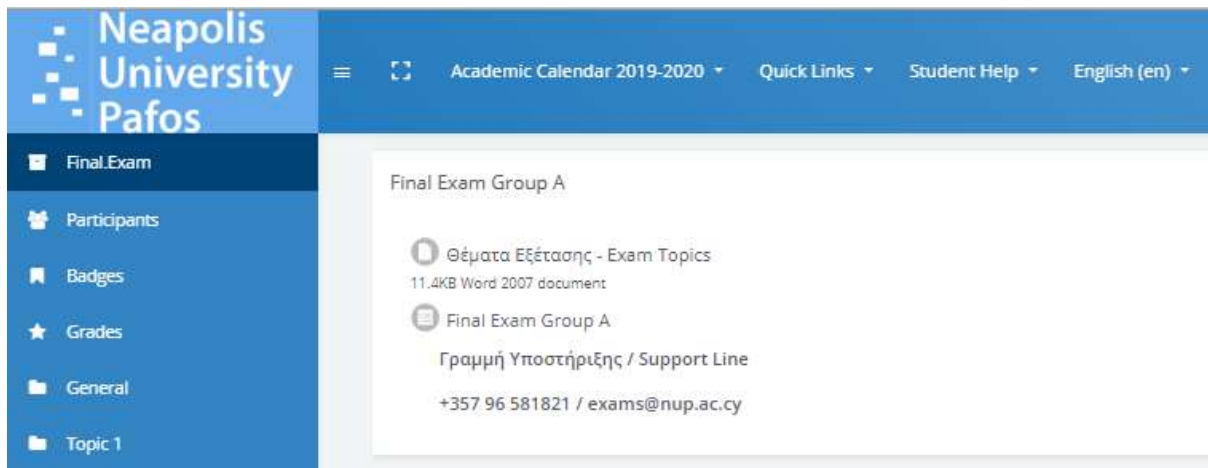 Neapolis
University
Pafos
Academic Calendar 2019-2020
Quick Links
Student Help
English (en)
Final.Exam
Participants
Badges
Grades
General
Topic 1
Final Exam Group A
Θέματα Εξέτασης - Exam Topics
11.4KB Word 2007 document
Final Exam Group A
Γραμμή Υποστήριξης / Support Line
+357 96 581821 / exams@nup.ac.cy